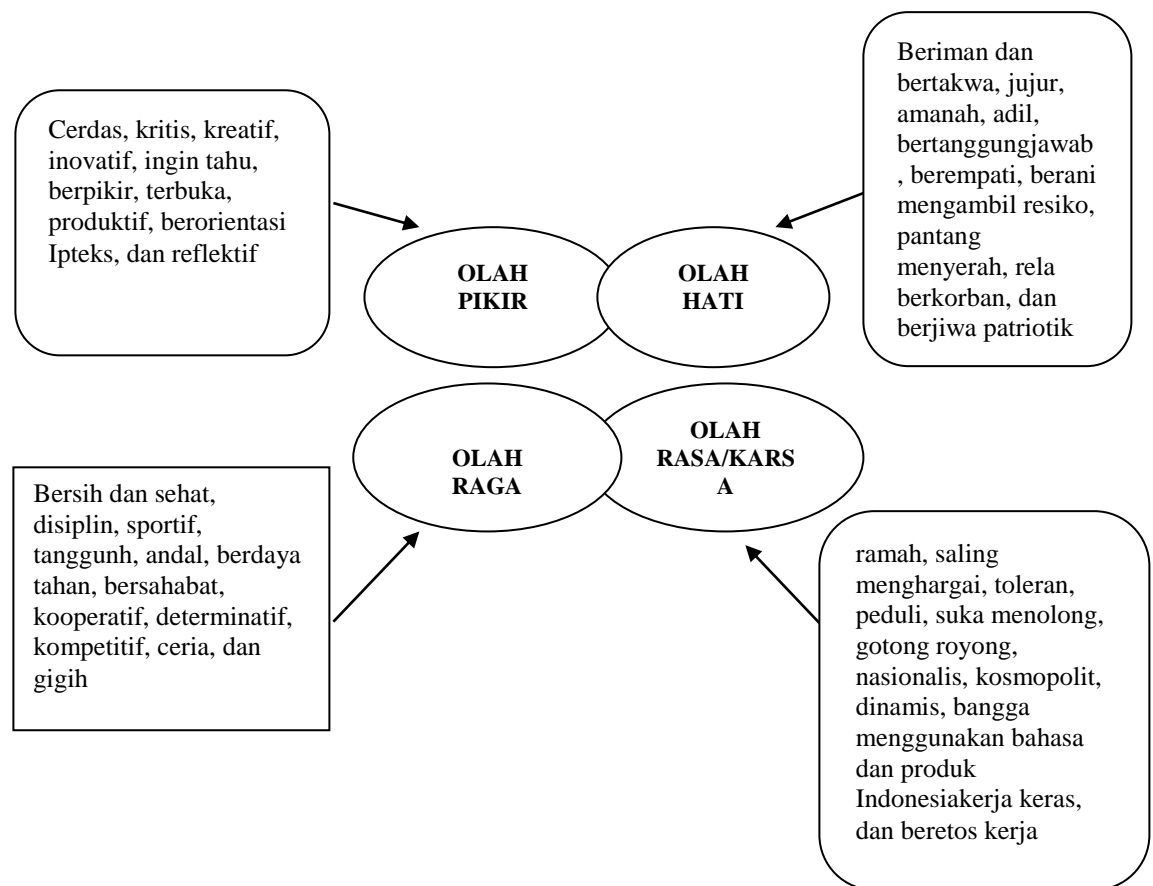 Cerdas, kritis, kreatif,
inovatif, ingin tahu,
berpikir, terbuka,
produktif, berorientasi
Ipteks, dan reflektif
Beriman dan
bertakwa, jujur,
amanah, adil,
bertanggungjawab
, berempati, berani
mengambil resiko,
pantang
menyerah, rela
berkorban, dan
berjiwa patriotik
OLAH
PIKIR
OLAH
HATI
OLAH
RAGA
OLAH
RASA/KARS
A
Bersih dan sehat,
disiplin, sportif,
tanggunh, andal, berdaya
tahan, bersahabat,
kooperatif, determinatif,
kompetitif, ceria, dan
gigih
ramah, saling
menghargai, toleran,
peduli, suka menolong,
gotong royong,
nasionalis, kosmopolit,
dinamis, bangga
menggunakan bahasa
dan produk
Indonesiakerja keras,
dan beretos kerja